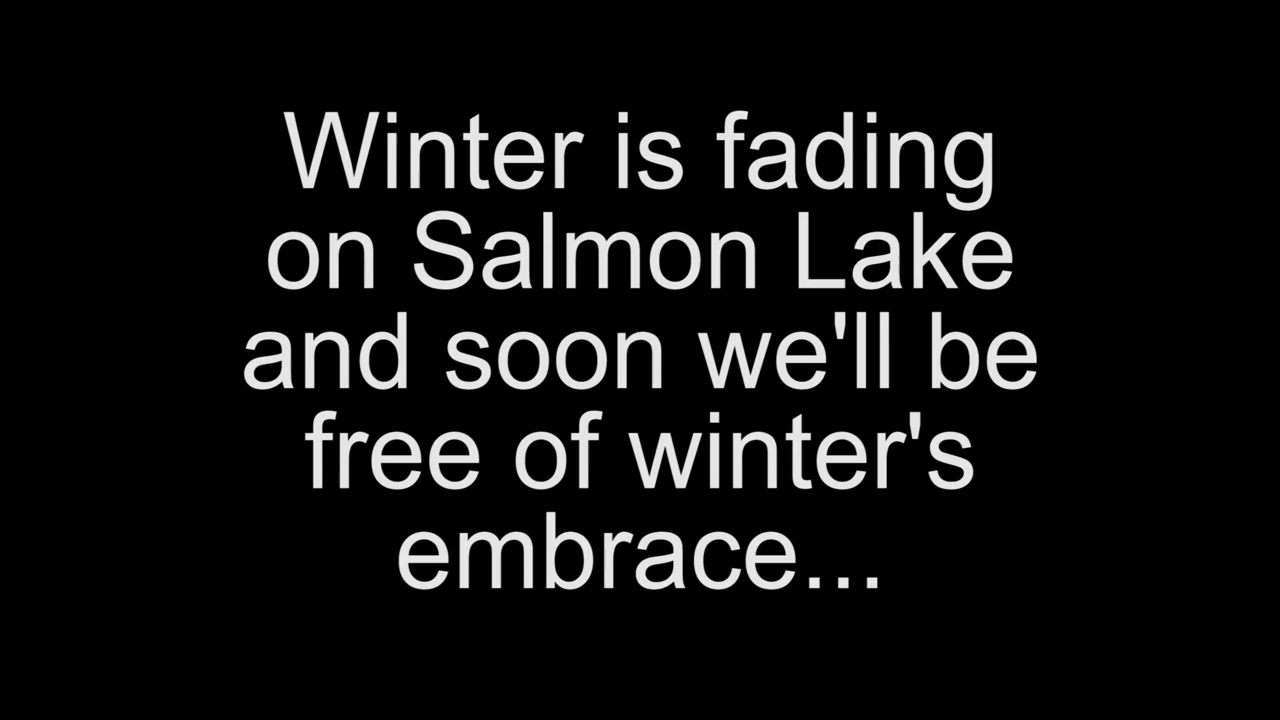 Winter is fading
on Salmon Lake
and soon we'll be
free of winter's
embrace...